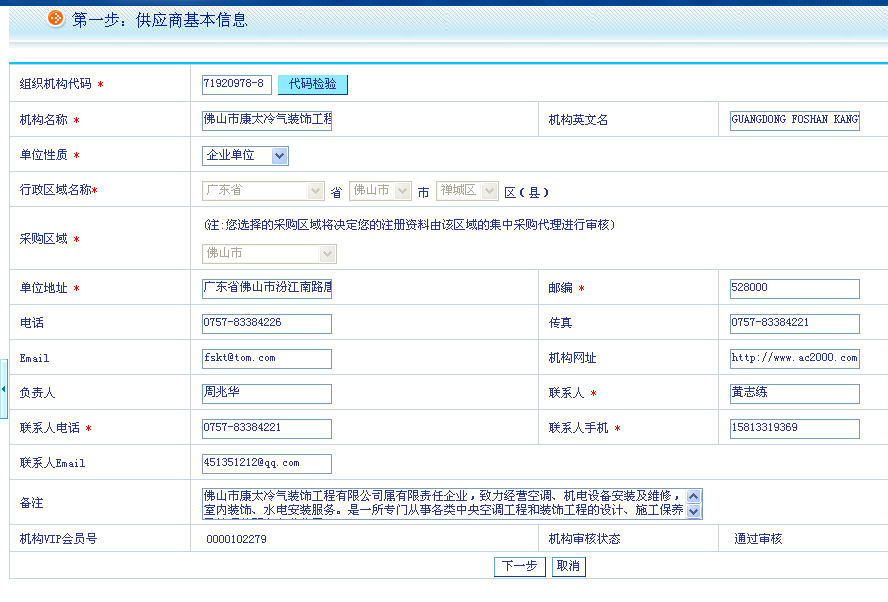 第一步：供应商基本信息
组织机构代码 * 71920978-8 代码检验
机构名称 * 佛山市康太冷气装饰工程 机构英文名 GUANGDONG FOSHAN KANG
单位性质 * 企业单位
行政区域名称* 广东省 省 佛山市 市 禅城区 区(县)
(注:您选择的采购区域将决定您的注册资料由该区域的集中采购代理进行审核)
采购区域 *
佛山市
单位地址 * 广东省佛山市汾江南路 邮编 * 528000
电话 0757-83384226 传真 0757-83384221
Email fskt@tom.com 机构网址 http://www.ac2000.com
负责人 周兆华 联系人 * 黄志练
联系人电话 * 0757-83384221 联系人手机 * 15813319369
联系人Email 451351212@qq.com
备注 佛山市康太冷气装饰工程有限公司属有限责任企业，致力经营空调、机电设备安装及维修，
室内装饰、水电安装服务。是一所专门从事各类中央空调工程和装饰工程的设计、施工保养
机构VIP会员号 0000102279 机构审核状态 通过审核
下一步 取消